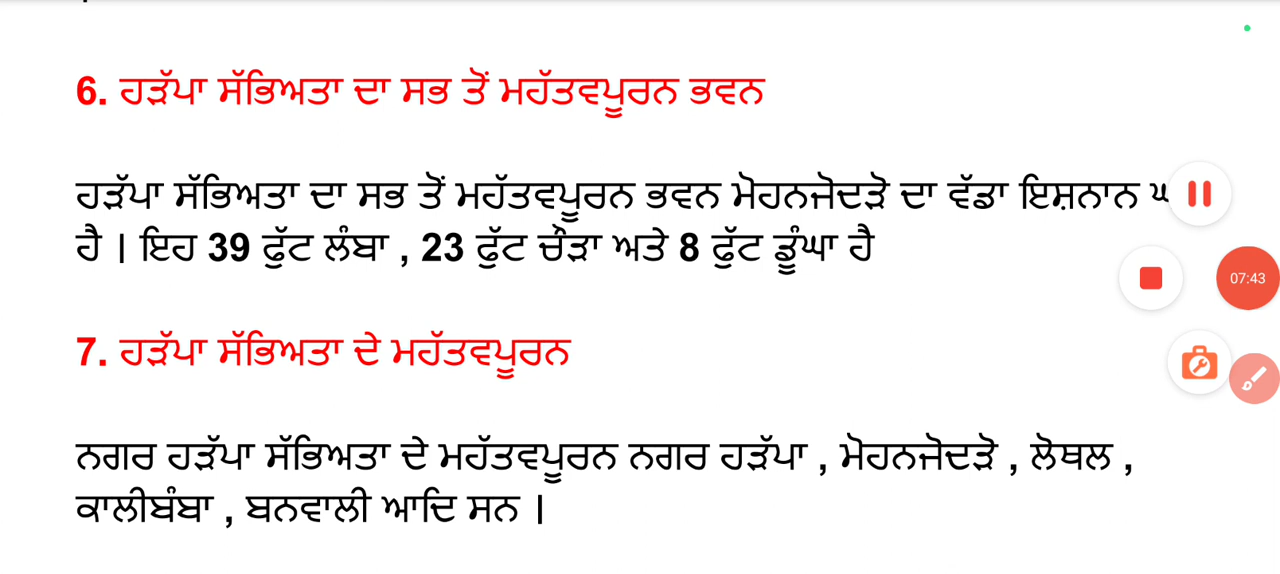 6. ਹੜੱਪਾ ਸੱਭਿਅਤਾ ਦਾ ਸਭ ਤੋਂ ਮਹੱਤਵਪੂਰਨ ਭਵਨ
ਹੜੱਪਾ ਸੱਭਿਅਤਾ ਦਾ ਸਭ ਤੋਂ ਮਹੱਤਵਪੂਰਨ ਭਵਨ ਮੋਹਨਜੋਦੜੋ ਦਾ ਵੱਡਾ ਇਸ਼ਨਾਨ
ਹੈ | ਇਹ 39 ਫੁੱਟ ਲੰਬਾ , 23 ਫੁੱਟ ਚੌੜਾ ਅਤੇ 8 ਫੁੱਟ ਡੂੰਘਾ ਹੈ
07:43
7. ਹੜੱਪਾ ਸੱਭਿਅਤਾ ਦੇ ਮਹੱਤਵਪੂਰਨ
ਨਗਰ ਹੜੱਪਾ ਸੱਭਿਅਤਾ ਦੇ ਮਹੱਤਵਪੂਰਨ ਨਗਰ ਹੜੱਪਾ , ਮੋਹਨਜੋਦੜੋ , ਲੋਥਲ ,
ਕਾਲੀਬੰਬਾ , ਬਨਵਾਲੀ ਆਦਿ ਸਨ |